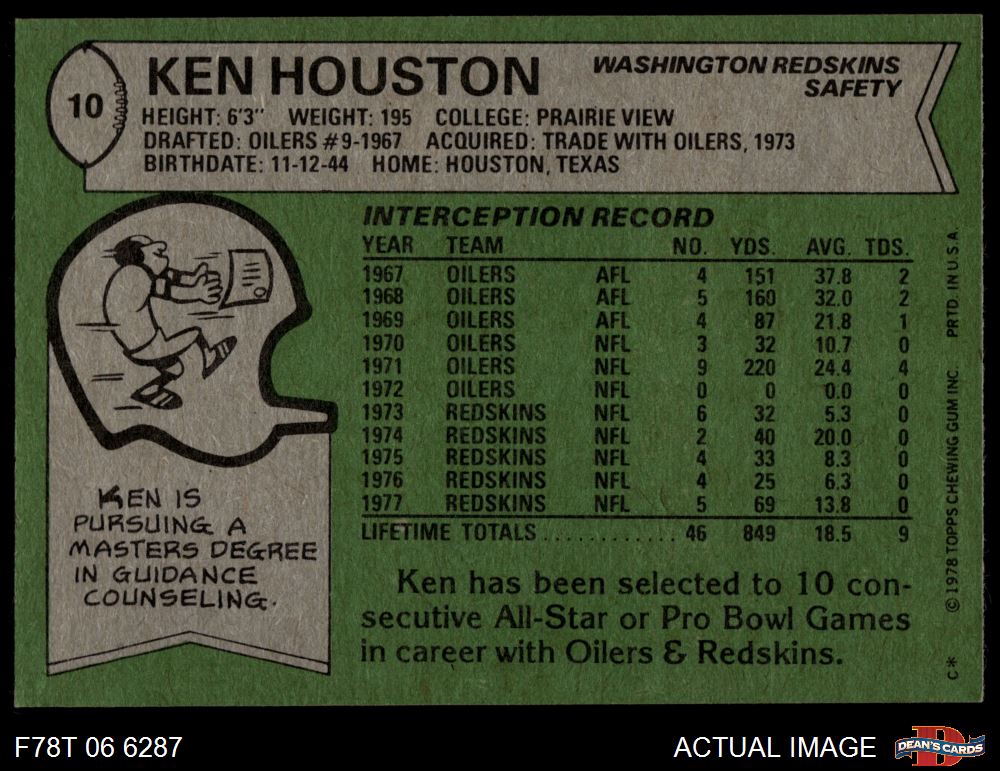 10
KEN HOUSTON
WASHINGTON REDSKINS
SAFETY
HEIGHT: 6'3" WEIGHT: 195 COLLEGE: PRAIRIE VIEW
DRAFTED: OILERS #9-1967 ACQUIRED: TRADE WITH OILERS, 1973
BIRTHDATE: 11-12-44 HOME: HOUSTON, TEXAS
INTERCEPTION RECORD
YEAR TEAM NO. YDS. AVG. TDS.
1967 OILERS AFL 4 151 37.8 2
1968 OILERS AFL 5 160 32.0 2
1969 OILERS AFL 4 87 21.8 1
1970 OILERS NFL 3 32 10.7 0
1971 OILERS NFL 9 220 24.4 4
1972 OILERS NFL 0 0 0.0 0
1973 REDSKINS NFL 6 32 5.3 0
1974 REDSKINS NFL 2 40 20.0 0
1975 REDSKINS NFL 4 33 8.3 0
1976 REDSKINS NFL 4 25 6.3 0
1977 REDSKINS NFL 5 69 13.8 0
LIFETIME TOTALS ............ 46 849 18.5 9
KEN IS
PURSUING A
MASTERS DEGREE
IN GUIDANCE
COUNSELING.
Ken has been selected to 10 con-
secutive All-Star or Pro Bowl Games
in career with Oilers & Redskins.
C* © 1978 TOPPS CHEWING GUM INC. PRTD. IN U.S.A.
F78T 06 6287
ACTUAL IMAGE
D
DEAN'S CARDS